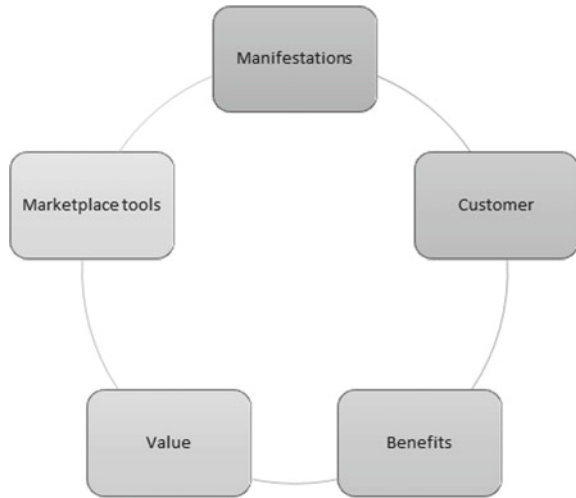 Manifestations
Customer
Benefits
Value
Marketplace tools